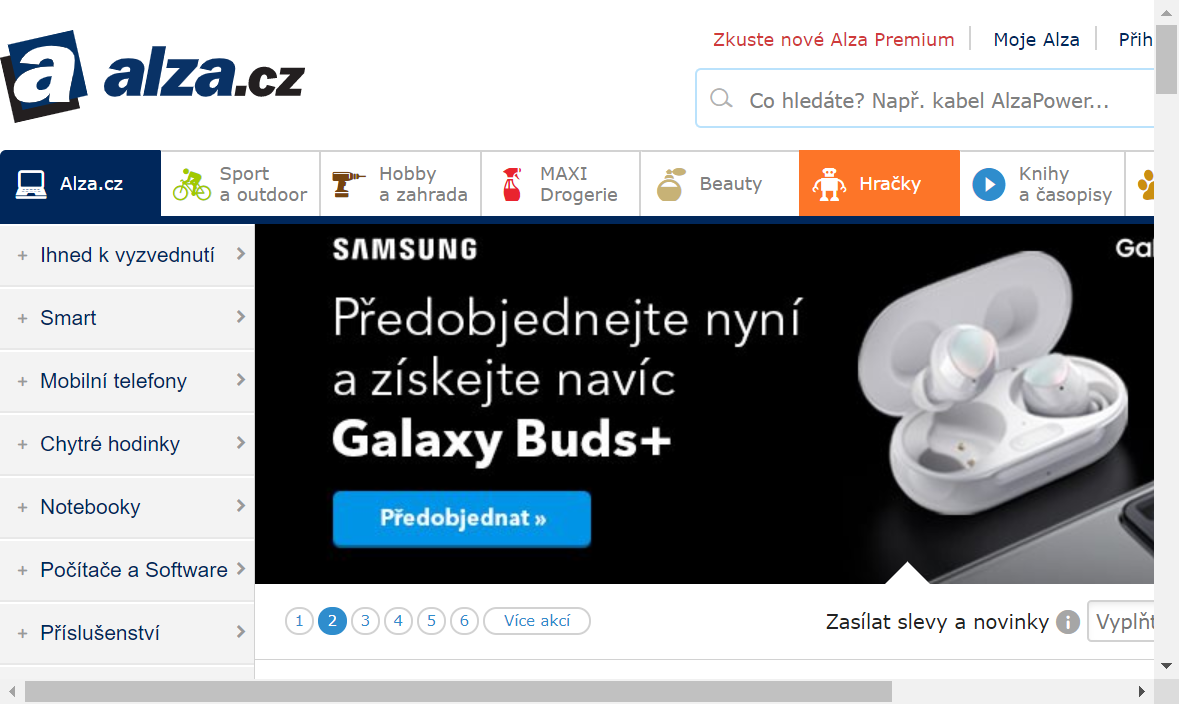 Zkuste nové Alza Premium
Moje Alza
Přih
alza.cz
Co hledáte? Např. kabel AlzaPower...
Alza.cz
Sport
a outdoor
Hobby
a zahrada
MAXI
Drogerie
Beauty
Hračky
Knihy
a časopisy
+ Ihned k vyzvednutí
+ Smart
+ Mobilní telefony
+ Chytré hodinky
+ Notebooky
+ Počítače a Software
+ Příslušenství
SAMSUNG
Gal
Předobjednejte nyní
a získejte navíc
Galaxy Buds+
Předobjednat »
1 2 3 4 5 6 Více akcí
Zasílat slevy a novinky i
Vyplňt